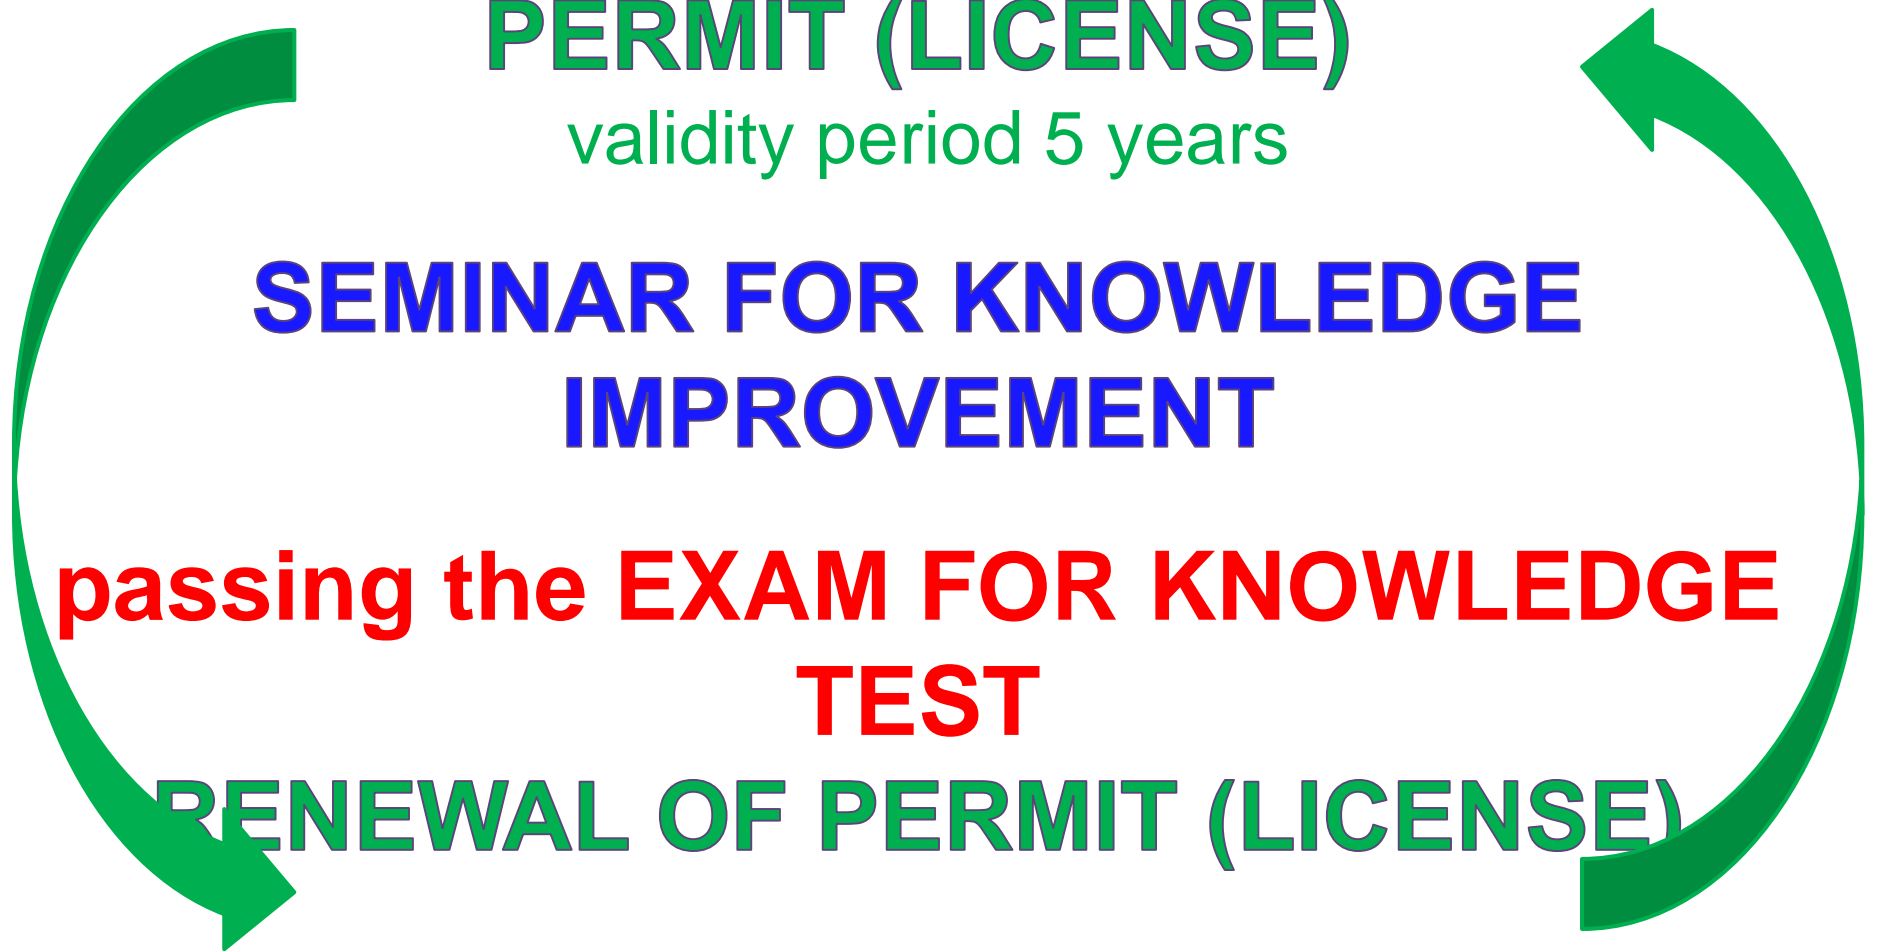 PERMIT (LICENSE)
validity period 5 years
SEMINAR FOR KNOWLEDGE
IMPROVEMENT
passing the EXAM FOR KNOWLEDGE
TEST
RENEWAL OF PERMIT (LICENSE)